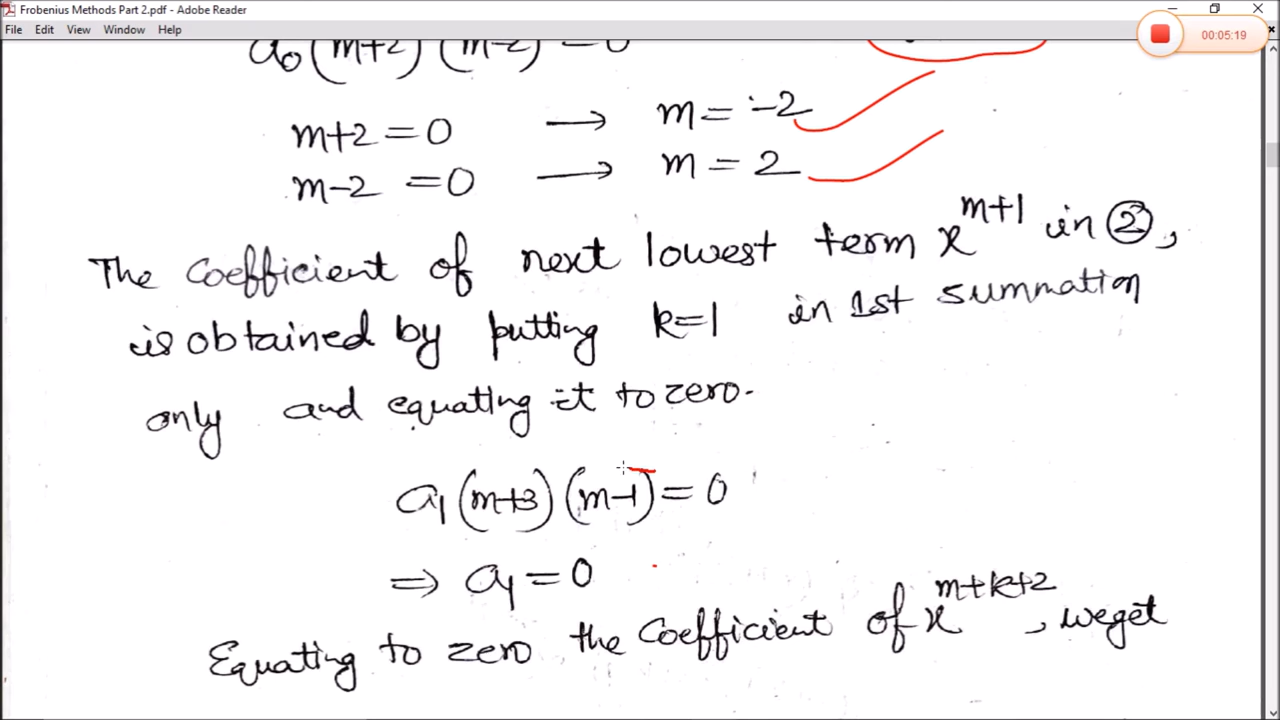 Frobenius Methods Part 2.pdf - Adobe Reader
File Edit View Window Help
00:05:19
a₀(m+2)(m-2) = 0
m+2 = 0 → m = -2
m-2 = 0 → m = 2
The Coefficient of next lowest term x^{m+1} in ②,
is obtained by putting k=1 in 1st summation
only and equating it to zero.
a₁(m+3)(m-1) = 0
⇒ a₁ = 0
Equating to zero the Coefficient of x^{m+k+2}, we get